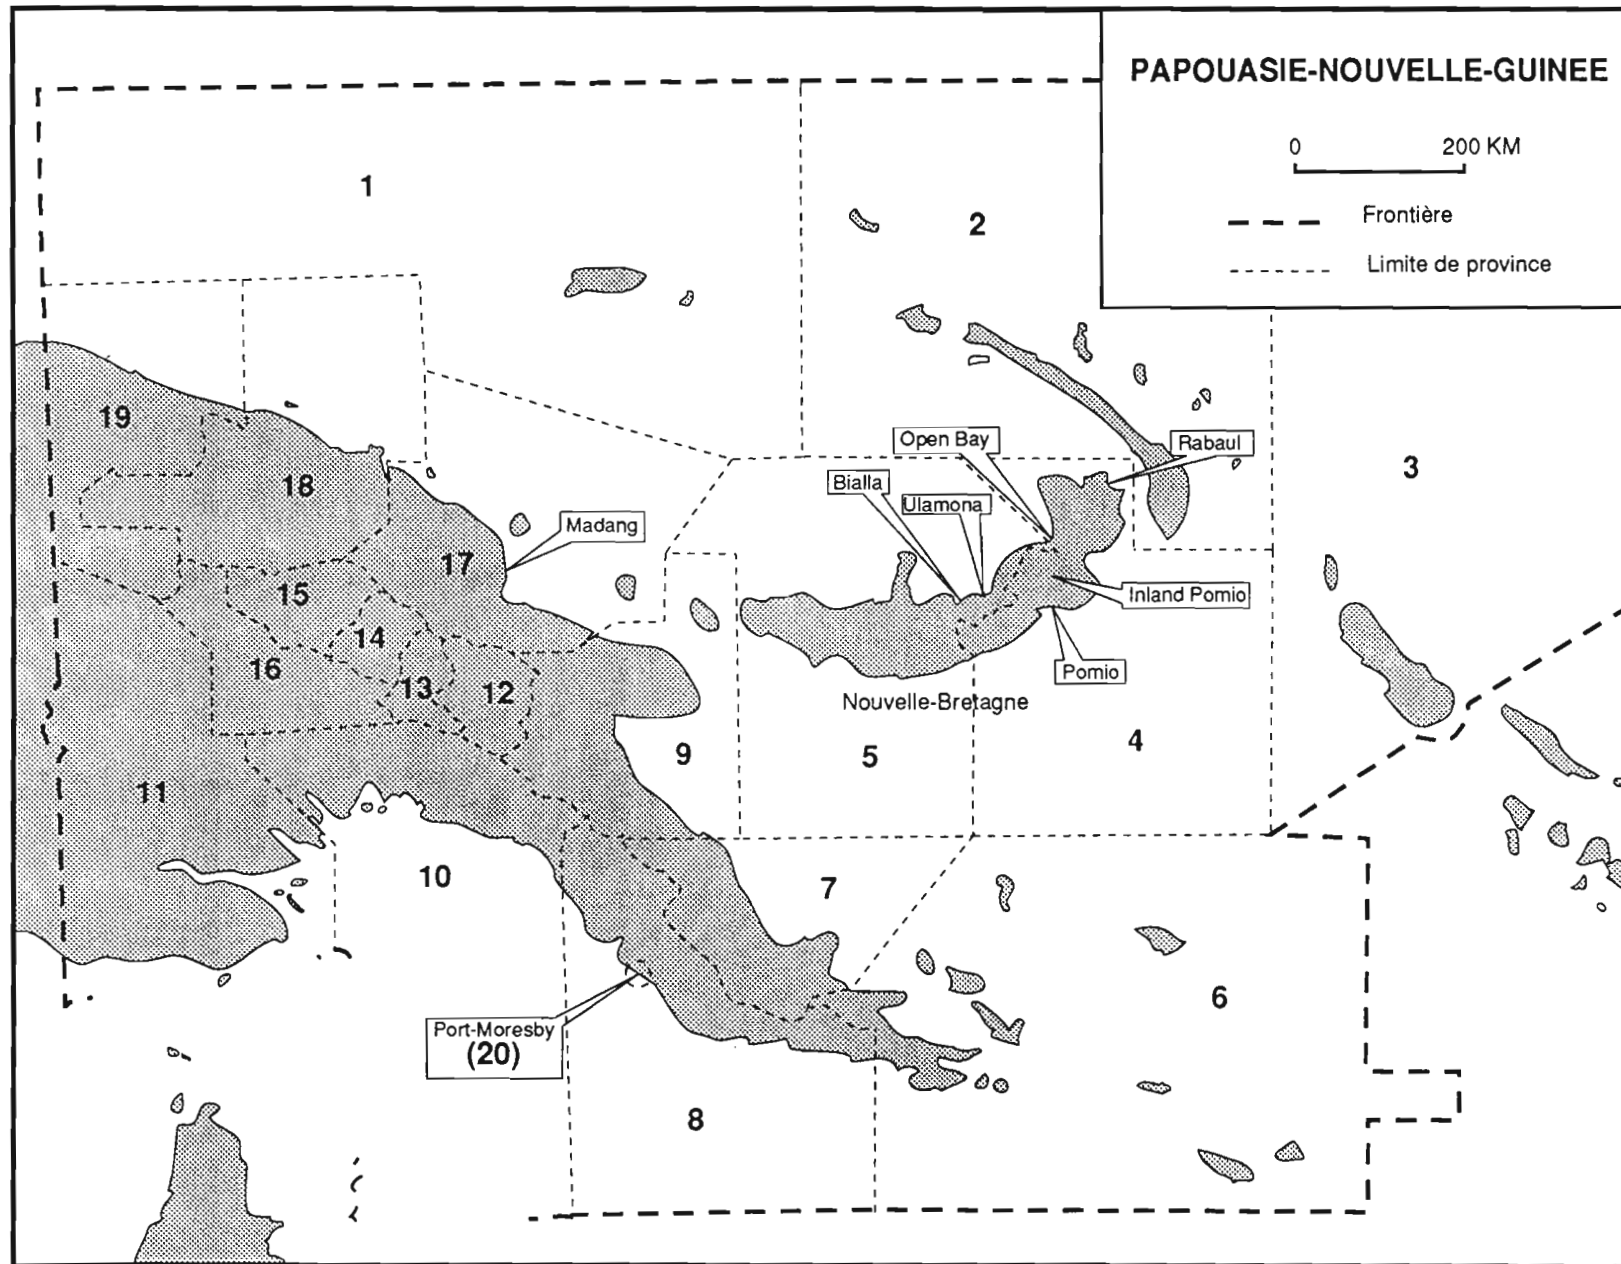 PAPOUASIE-NOUVELLE-GUINEE
0 200 KM
Frontière
Limite de province
1
2
3
19
18
Open Bay
Rabaul
Bialla
Ulamona
Madang
17
15
Inland Pomio
14
16
13
12
Pomio
Nouvelle-Bretagne
9
5
4
11
10
7
6
Port-Moresby
(20)
8